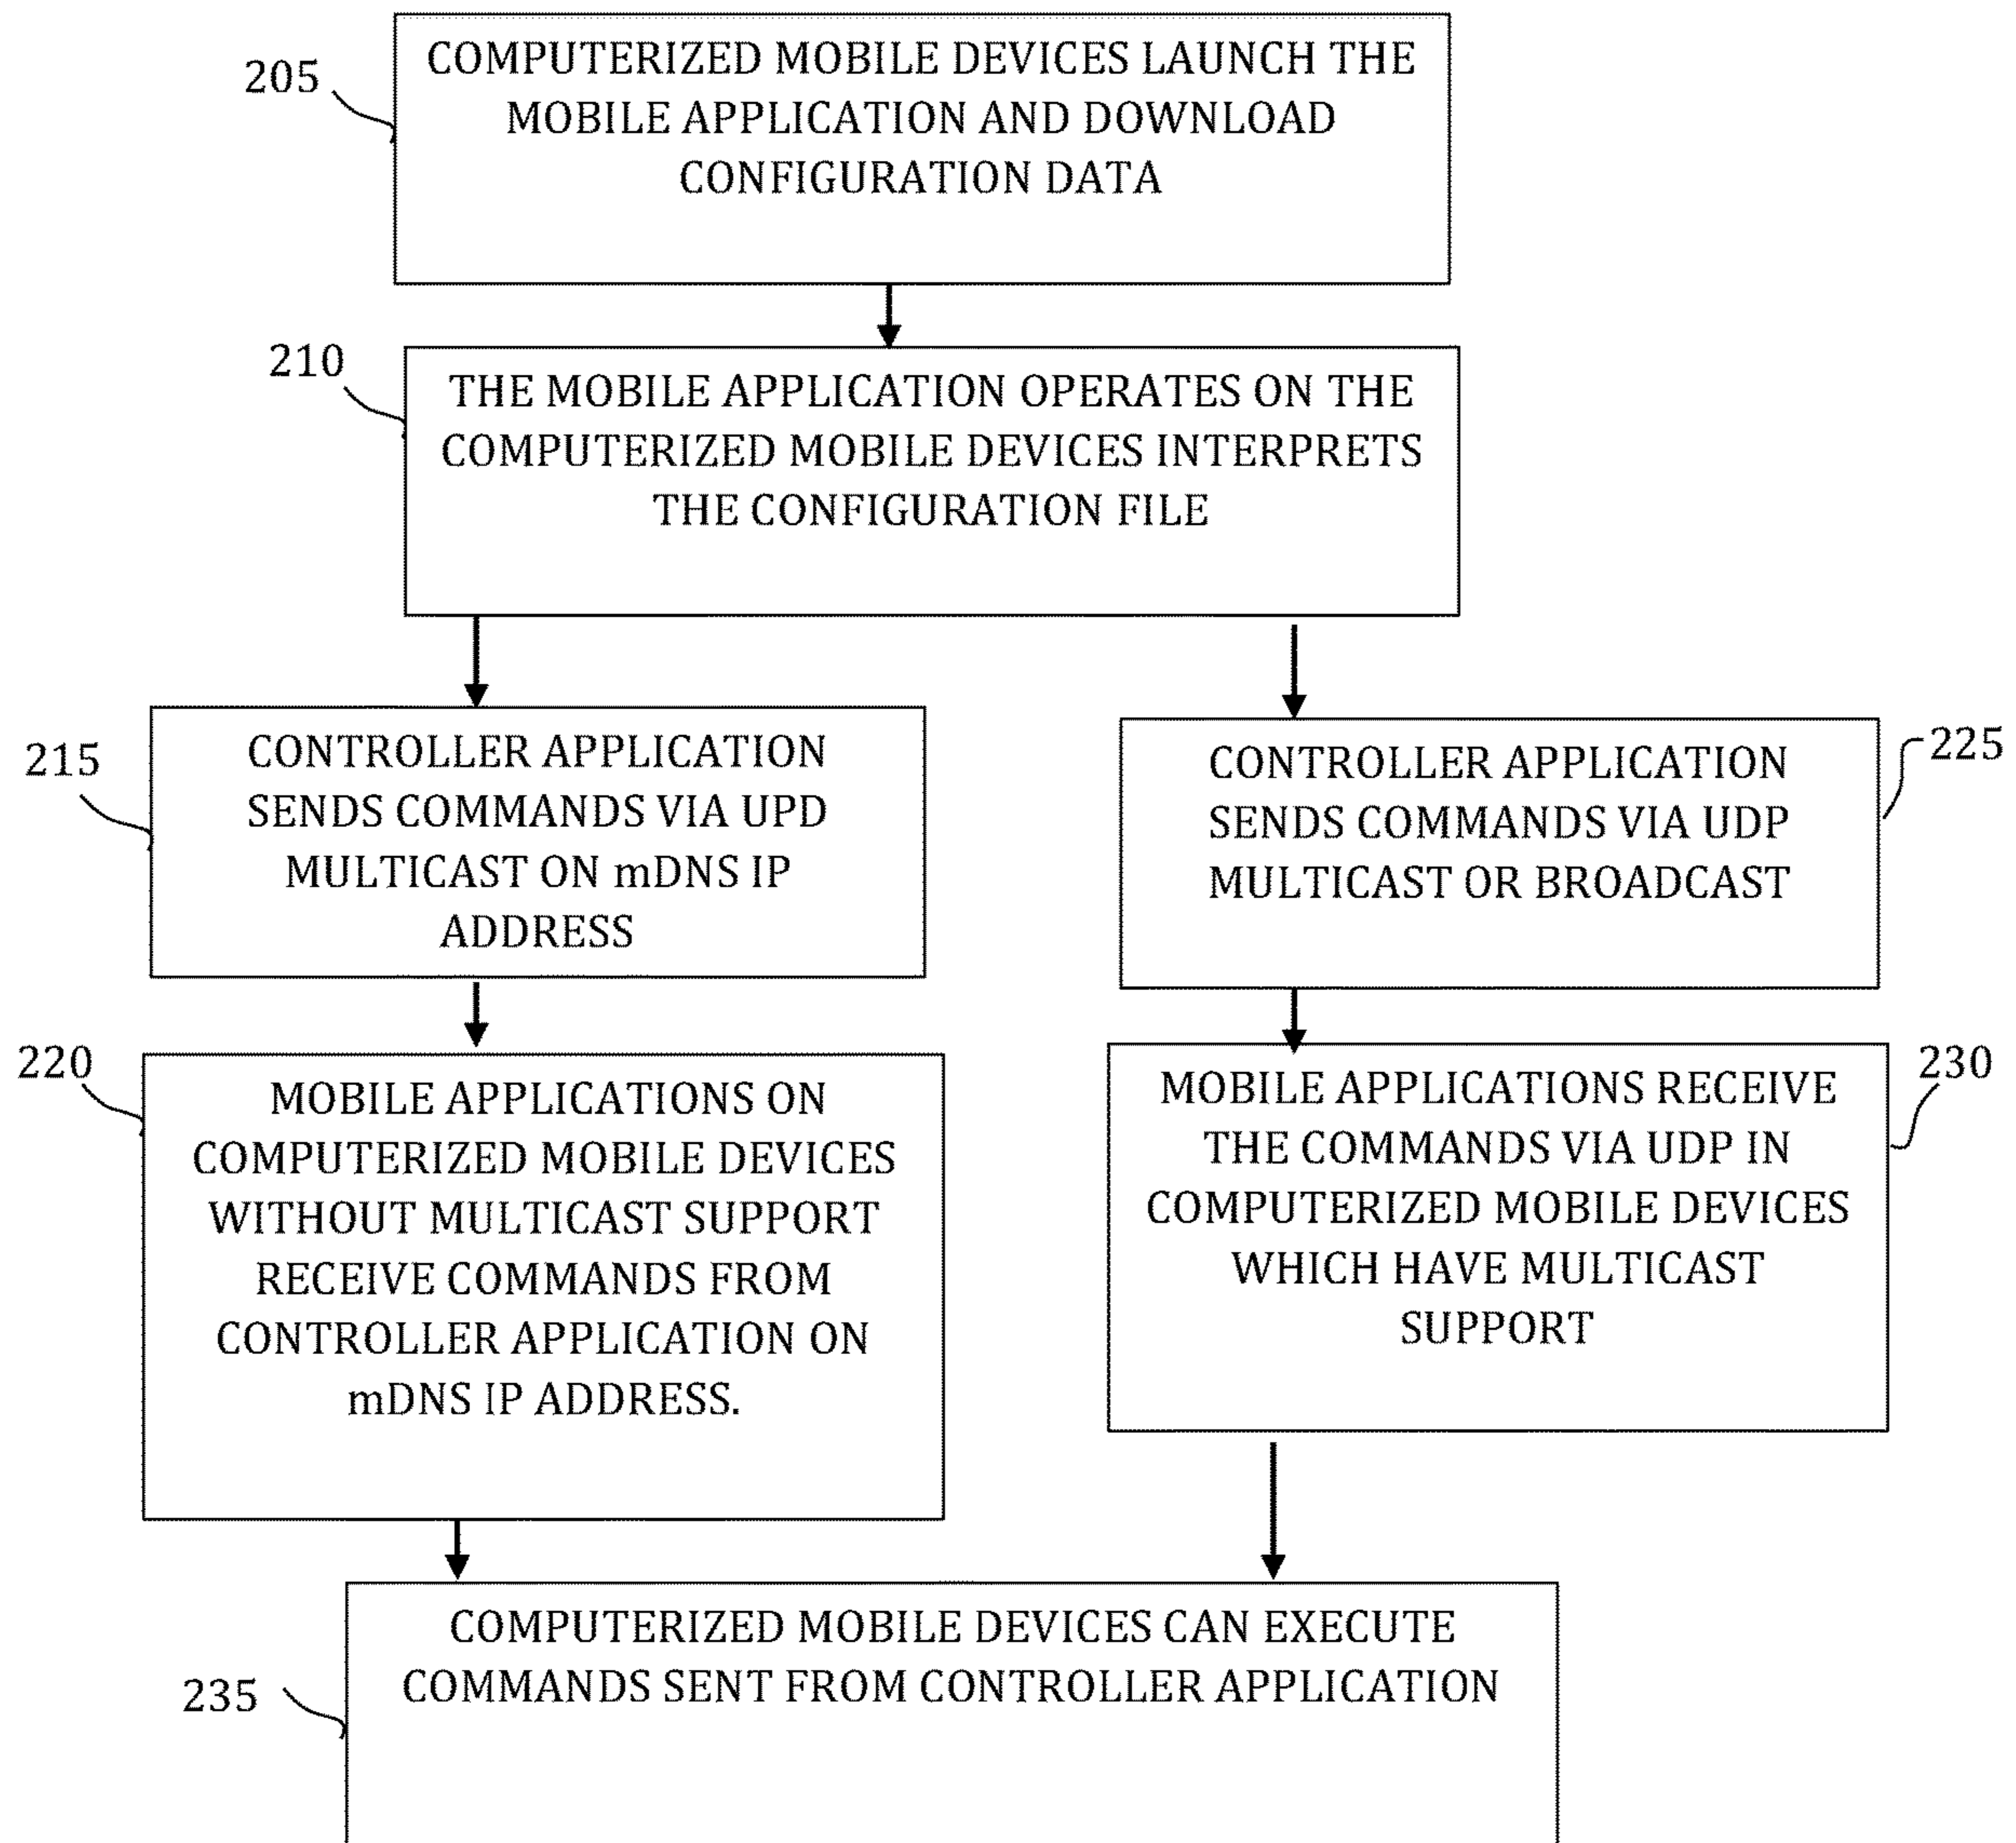 205
COMPUTERIZED MOBILE DEVICES LAUNCH THE
MOBILE APPLICATION AND DOWNLOAD
CONFIGURATION DATA
210
THE MOBILE APPLICATION OPERATES ON THE
COMPUTERIZED MOBILE DEVICES INTERPRETS
THE CONFIGURATION FILE
215
CONTROLLER APPLICATION
SENDS COMMANDS VIA UPD
MULTICAST ON mDNS IP
ADDRESS
225
CONTROLLER APPLICATION
SENDS COMMANDS VIA UDP
MULTICAST OR BROADCAST
220
MOBILE APPLICATIONS ON
COMPUTERIZED MOBILE DEVICES
WITHOUT MULTICAST SUPPORT
RECEIVE COMMANDS FROM
CONTROLLER APPLICATION ON
mDNS IP ADDRESS.
230
MOBILE APPLICATIONS RECEIVE
THE COMMANDS VIA UDP IN
COMPUTERIZED MOBILE DEVICES
WHICH HAVE MULTICAST
SUPPORT
235
COMPUTERIZED MOBILE DEVICES CAN EXECUTE
COMMANDS SENT FROM CONTROLLER APPLICATION